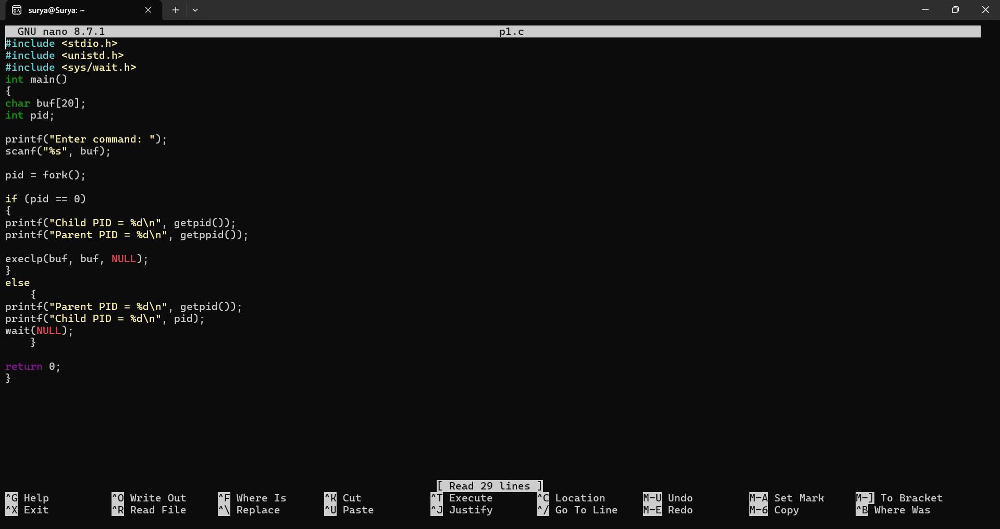 surya@Surya: ~
GNU nano 8.7.1 p1.c
#include <stdio.h>
#include <unistd.h>
#include <sys/wait.h>
int main()
{
char buf[20];
int pid;

printf("Enter command: ");
scanf("%s", buf);

pid = fork();

if (pid == 0)
{
printf("Child PID = %d\n", getpid());
printf("Parent PID = %d\n", getppid());

execlp(buf, buf, NULL);
}
else
    {
printf("Parent PID = %d\n", getpid());
printf("Child PID = %d\n", pid);
wait(NULL);
    }

return 0;
}
[ Read 29 lines ]
^G Help ^O Write Out ^F Where Is ^K Cut ^T Execute ^C Location M-U Undo M-A Set Mark M-] To Bracket
^X Exit ^R Read File ^\ Replace ^U Paste ^J Justify ^/ Go To Line M-E Redo M-6 Copy ^B Where Was